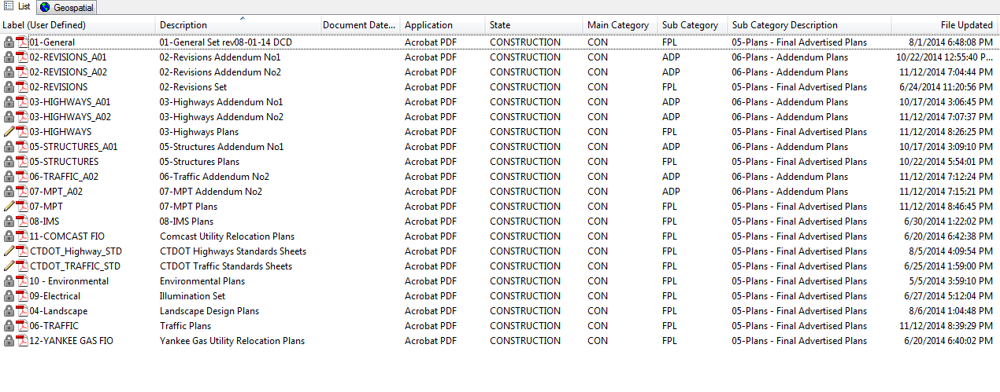 List Geospatial
Label (User Defined) Description Document Date... Application State Main Category Sub Category Sub Category Description File Updated
01-General 01-General Set rev08-01-14 DCD Acrobat PDF CONSTRUCTION CON FPL 05-Plans - Final Advertised Plans 8/1/2014 6:48:08 PM
02-REVISIONS_A01 02-Revisions Addendum No1 Acrobat PDF CONSTRUCTION CON ADP 06-Plans - Addendum Plans 10/22/2014 12:55:40 P...
02-REVISIONS_A02 02-Revisions Addendum No2 Acrobat PDF CONSTRUCTION CON ADP 06-Plans - Addendum Plans 11/12/2014 7:04:44 PM
02-REVISIONS 02-Revisions Set Acrobat PDF CONSTRUCTION CON FPL 05-Plans - Final Advertised Plans 6/24/2014 11:20:56 PM
03-HIGHWAYS_A01 03-Highways Addendum No1 Acrobat PDF CONSTRUCTION CON ADP 06-Plans - Addendum Plans 10/17/2014 3:06:45 PM
03-HIGHWAYS_A02 03-Highways Addendum No2 Acrobat PDF CONSTRUCTION CON ADP 06-Plans - Addendum Plans 11/12/2014 7:07:37 PM
03-HIGHWAYS 03-Highways Plans Acrobat PDF CONSTRUCTION CON FPL 05-Plans - Final Advertised Plans 11/12/2014 8:26:25 PM
05-STRUCTURES_A01 05-Structures Addendum No1 Acrobat PDF CONSTRUCTION CON ADP 06-Plans - Addendum Plans 10/17/2014 3:09:10 PM
05-STRUCTURES 05-Structures Plans Acrobat PDF CONSTRUCTION CON FPL 05-Plans - Final Advertised Plans 10/22/2014 5:54:01 PM
06-TRAFFIC_A02 06-Traffic Addendum No2 Acrobat PDF CONSTRUCTION CON ADP 06-Plans - Addendum Plans 11/12/2014 7:12:24 PM
07-MPT_A02 07-MPT Addendum No2 Acrobat PDF CONSTRUCTION CON ADP 06-Plans - Addendum Plans 11/12/2014 7:15:21 PM
07-MPT 07-MPT Plans Acrobat PDF CONSTRUCTION CON FPL 05-Plans - Final Advertised Plans 11/12/2014 8:46:45 PM
08-IMS 08-IMS Plans Acrobat PDF CONSTRUCTION CON FPL 05-Plans - Final Advertised Plans 6/30/2014 1:22:02 PM
11-COMCAST FIO Comcast Utility Relocation Plans Acrobat PDF CONSTRUCTION CON FPL 05-Plans - Final Advertised Plans 6/20/2014 6:42:38 PM
CTDOT_Highway_STD CTDOT Highways Standards Sheets Acrobat PDF CONSTRUCTION CON FPL 05-Plans - Final Advertised Plans 8/5/2014 4:09:54 PM
CTDOT_TRAFFIC_STD CTDOT Traffic Standards Sheets Acrobat PDF CONSTRUCTION CON FPL 05-Plans - Final Advertised Plans 6/25/2014 1:59:00 PM
10 - Environmental Environmental Plans Acrobat PDF CONSTRUCTION CON FPL 05-Plans - Final Advertised Plans 5/5/2014 3:59:10 PM
09-Electrical Illumination Set Acrobat PDF CONSTRUCTION CON FPL 05-Plans - Final Advertised Plans 6/27/2014 5:12:04 PM
04-Landscape Landscape Design Plans Acrobat PDF CONSTRUCTION CON FPL 05-Plans - Final Advertised Plans 8/6/2014 1:04:48 PM
06-TRAFFIC Traffic Plans Acrobat PDF CONSTRUCTION CON FPL 05-Plans - Final Advertised Plans 11/12/2014 8:39:29 PM
12-YANKEE GAS FIO Yankee Gas Utility Relocation Plans Acrobat PDF CONSTRUCTION CON FPL 05-Plans - Final Advertised Plans 6/20/2014 6:40:02 PM